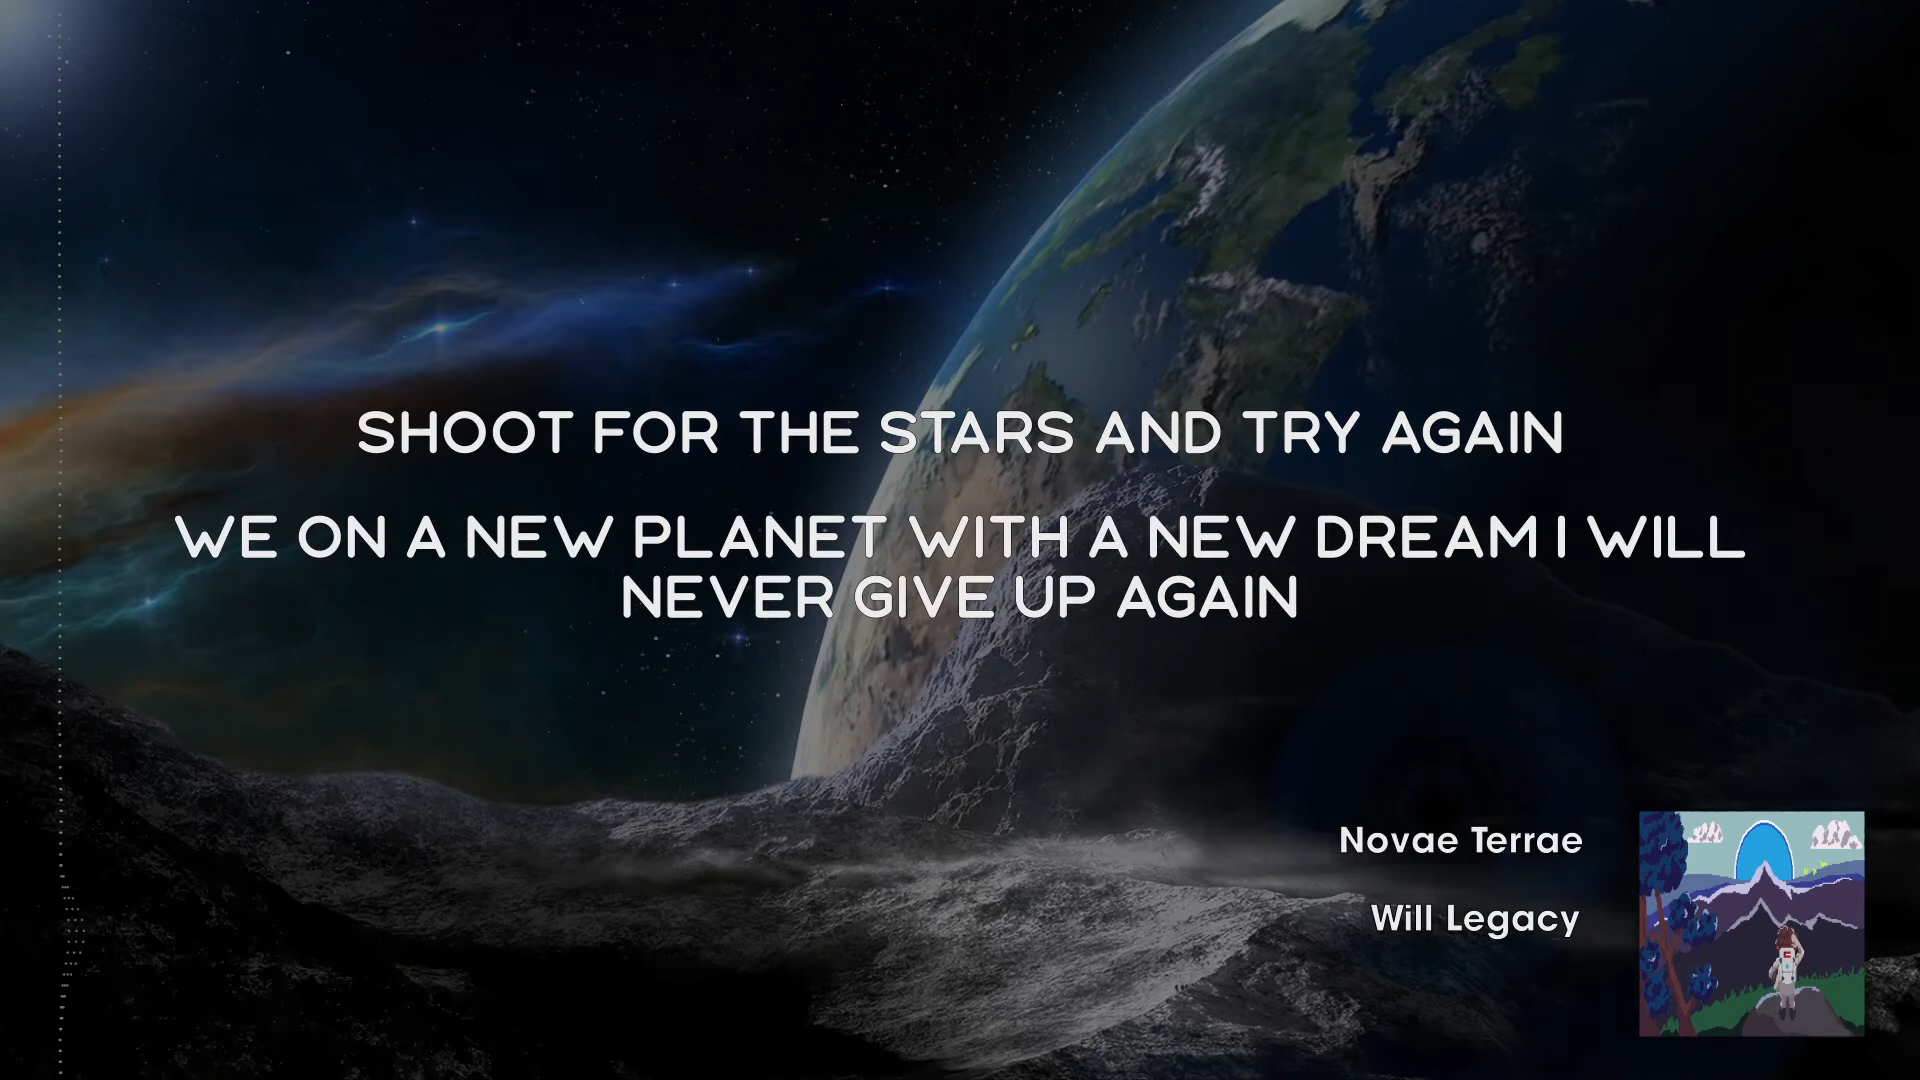 SHOOT FOR THE STARS AND TRY AGAIN
WE ON A NEW PLANET WITH A NEW DREAM I WILL
NEVER GIVE UP AGAIN
Novae Terrae
Will Legacy